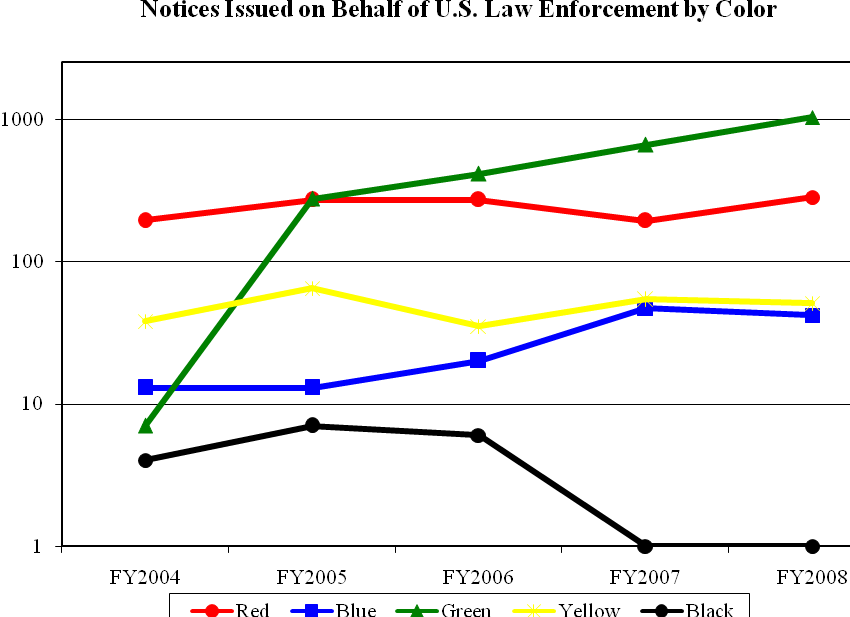 Notices Issued on Behalf of U.S. Law Enforcement by Color
1000
100
10
1
FY2004 FY2005 FY2006 FY2007 FY2008
Red Blue Green Yellow Black